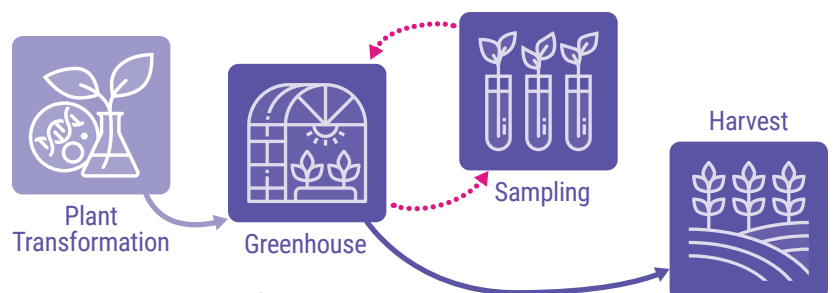 Plant
Transformation
Greenhouse
Sampling
Harvest